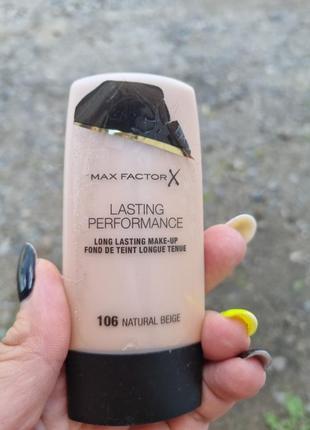 MAX FACTOR X
LASTING
PERFORMANCE
LONG LASTING MAKE-UP
FOND DE TEINT LONGUE TENUE
106 NATURAL BEIGE